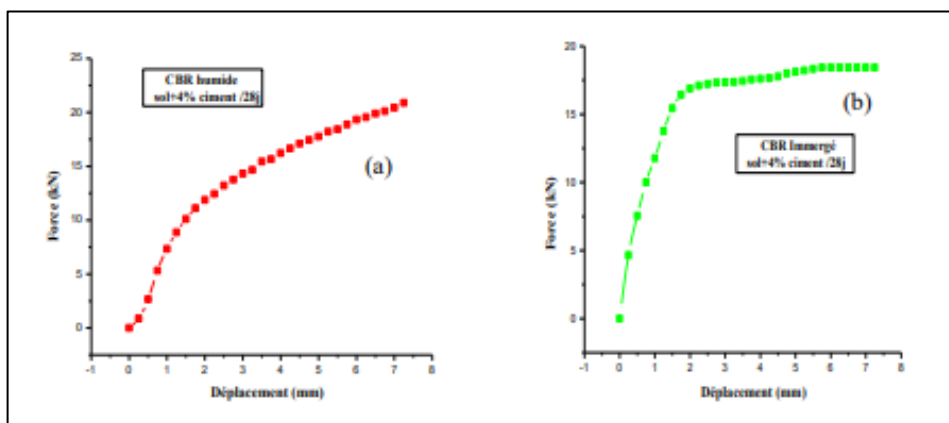 25
20
15
10
5
0
Force (kN)
CBR humide
sol+4% ciment /28j
(a)
-1 0 1 2 3 4 5 6 7 8
Déplacement (mm)
20
15
10
5
0
Force (kN)
(b)
CBR Immergé
sol+4% ciment /28j
-1 0 1 2 3 4 5 6 7 8
Déplacement (mm)